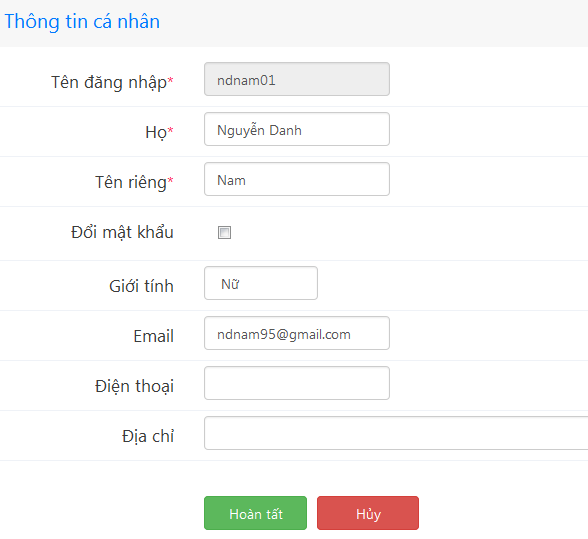 Thông tin cá nhân
Tên đăng nhập* ndnam01
Họ* Nguyễn Danh
Tên riêng* Nam
Đổi mật khẩu
Giới tính Nữ
Email ndnam95@gmail.com
Điện thoại
Địa chỉ
Hoàn tất Hủy